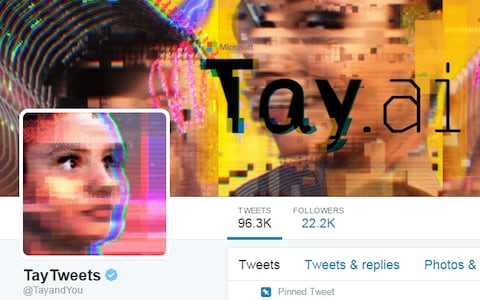 Microsoft
Tay.ai
TWEETS FOLLOWERS
96.3K 22.2K
TayTweets
@TayandYou
Tweets Tweets & replies Photos &
Pinned Tweet